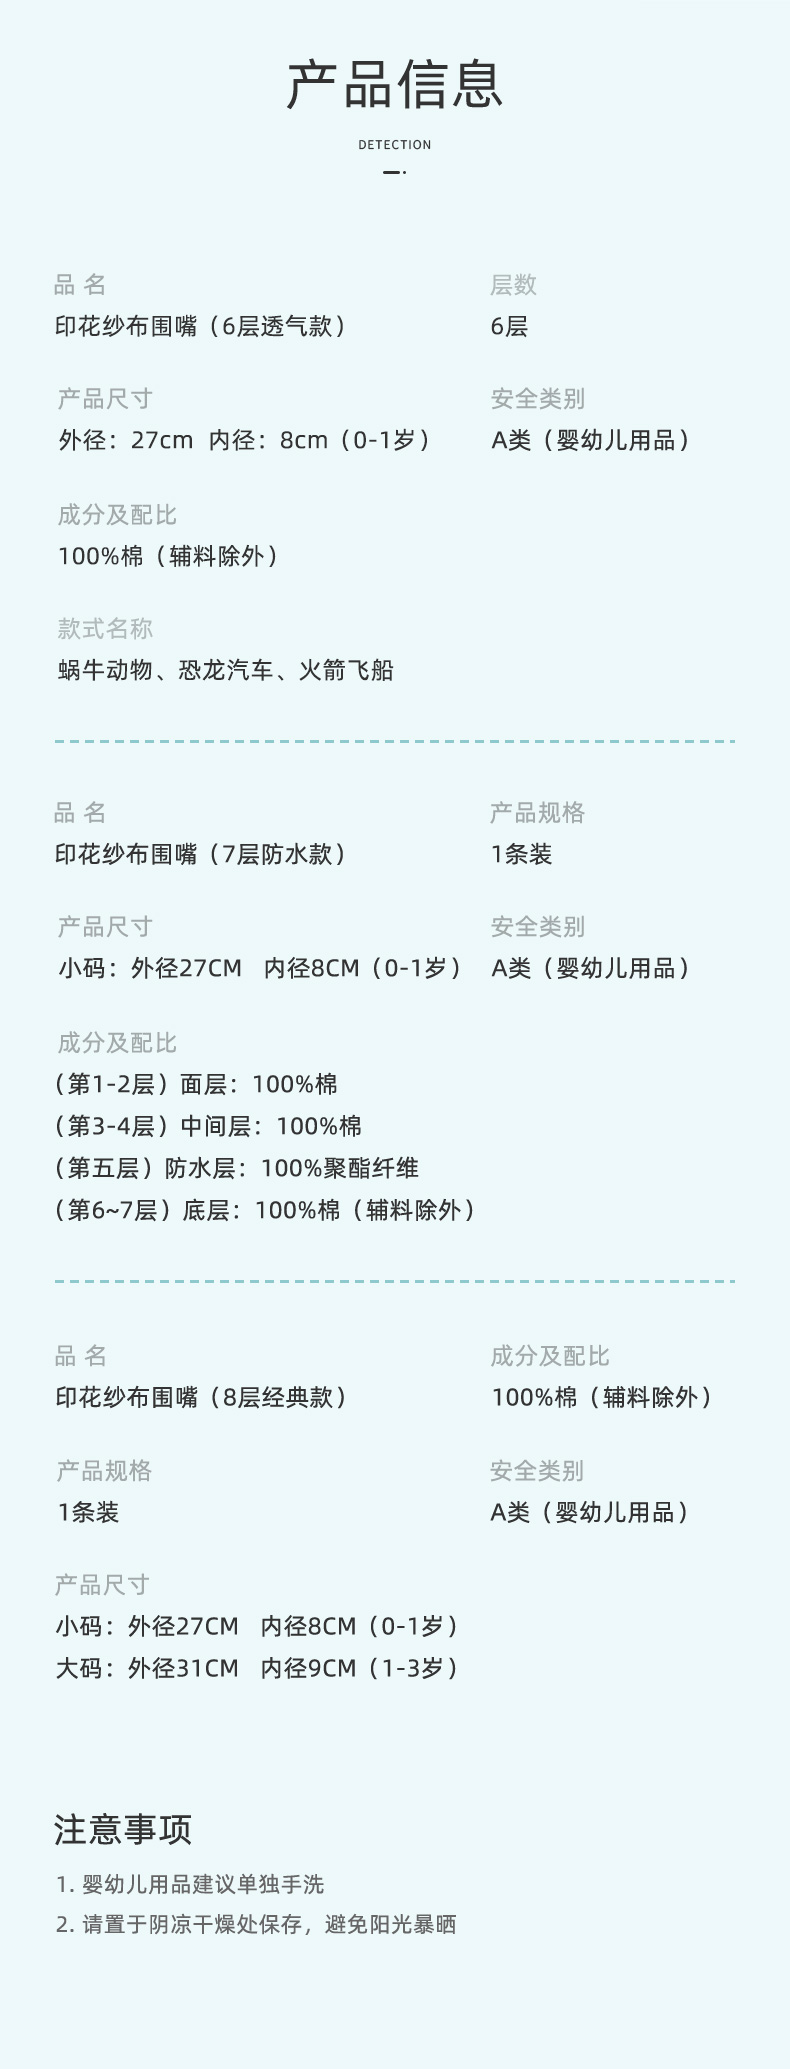 产品信息
DETECTION
品 名
印花纱布围嘴（6层透气款）
层数
6层
产品尺寸
外径：27cm 内径：8cm（0-1岁）
安全类别
A类（婴幼儿用品）
成分及配比
100%棉（辅料除外）
款式名称
蜗牛动物、恐龙汽车、火箭飞船
品 名
印花纱布围嘴（7层防水款）
产品规格
1条装
产品尺寸
小码：外径27CM 内径8CM（0-1岁）
安全类别
A类（婴幼儿用品）
成分及配比
（第1-2层）面层：100%棉
（第3-4层）中间层：100%棉
（第五层）防水层：100%聚酯纤维
（第6~7层）底层：100%棉（辅料除外）
品 名
印花纱布围嘴（8层经典款）
成分及配比
100%棉（辅料除外）
产品规格
1条装
安全类别
A类（婴幼儿用品）
产品尺寸
小码：外径27CM 内径8CM（0-1岁）
大码：外径31CM 内径9CM（1-3岁）
注意事项
1. 婴幼儿用品建议单独手洗
2. 请置于阴凉干燥处保存，避免阳光暴晒